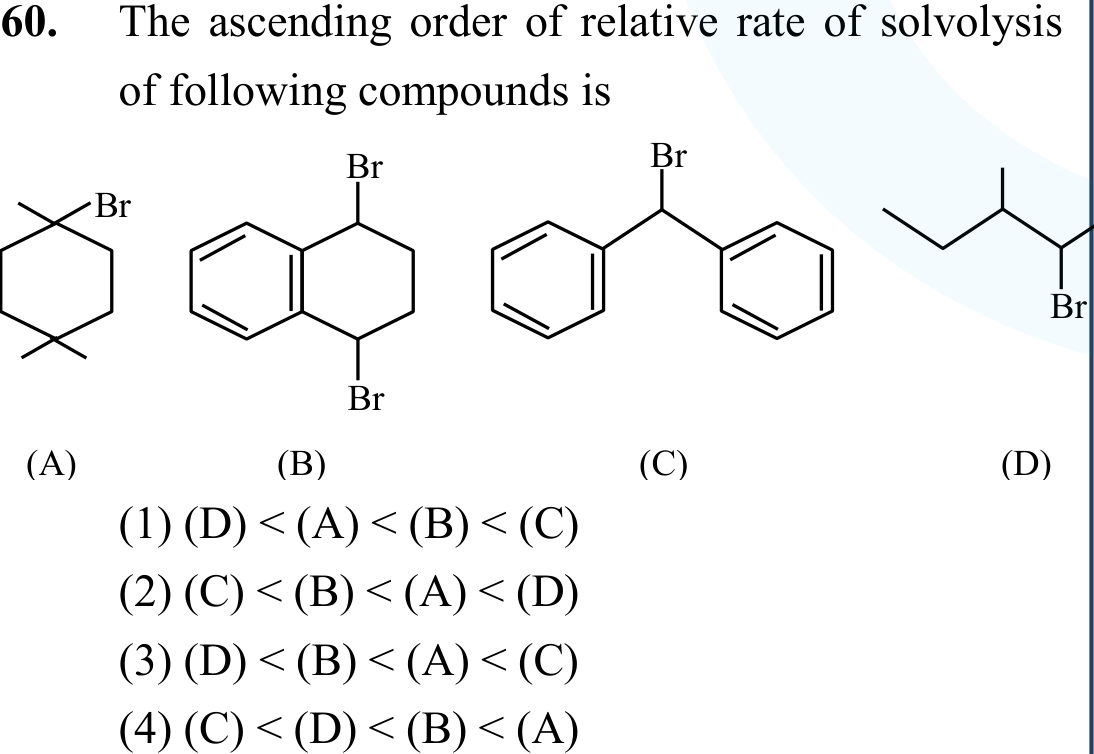 60. The ascending order of relative rate of solvolysis
of following compounds is
Br
Br
Br
Br
Br
(A) (B) (C) (D)
(1) (D) < (A) < (B) < (C)
(2) (C) < (B) < (A) < (D)
(3) (D) < (B) < (A) < (C)
(4) (C) < (D) < (B) < (A)